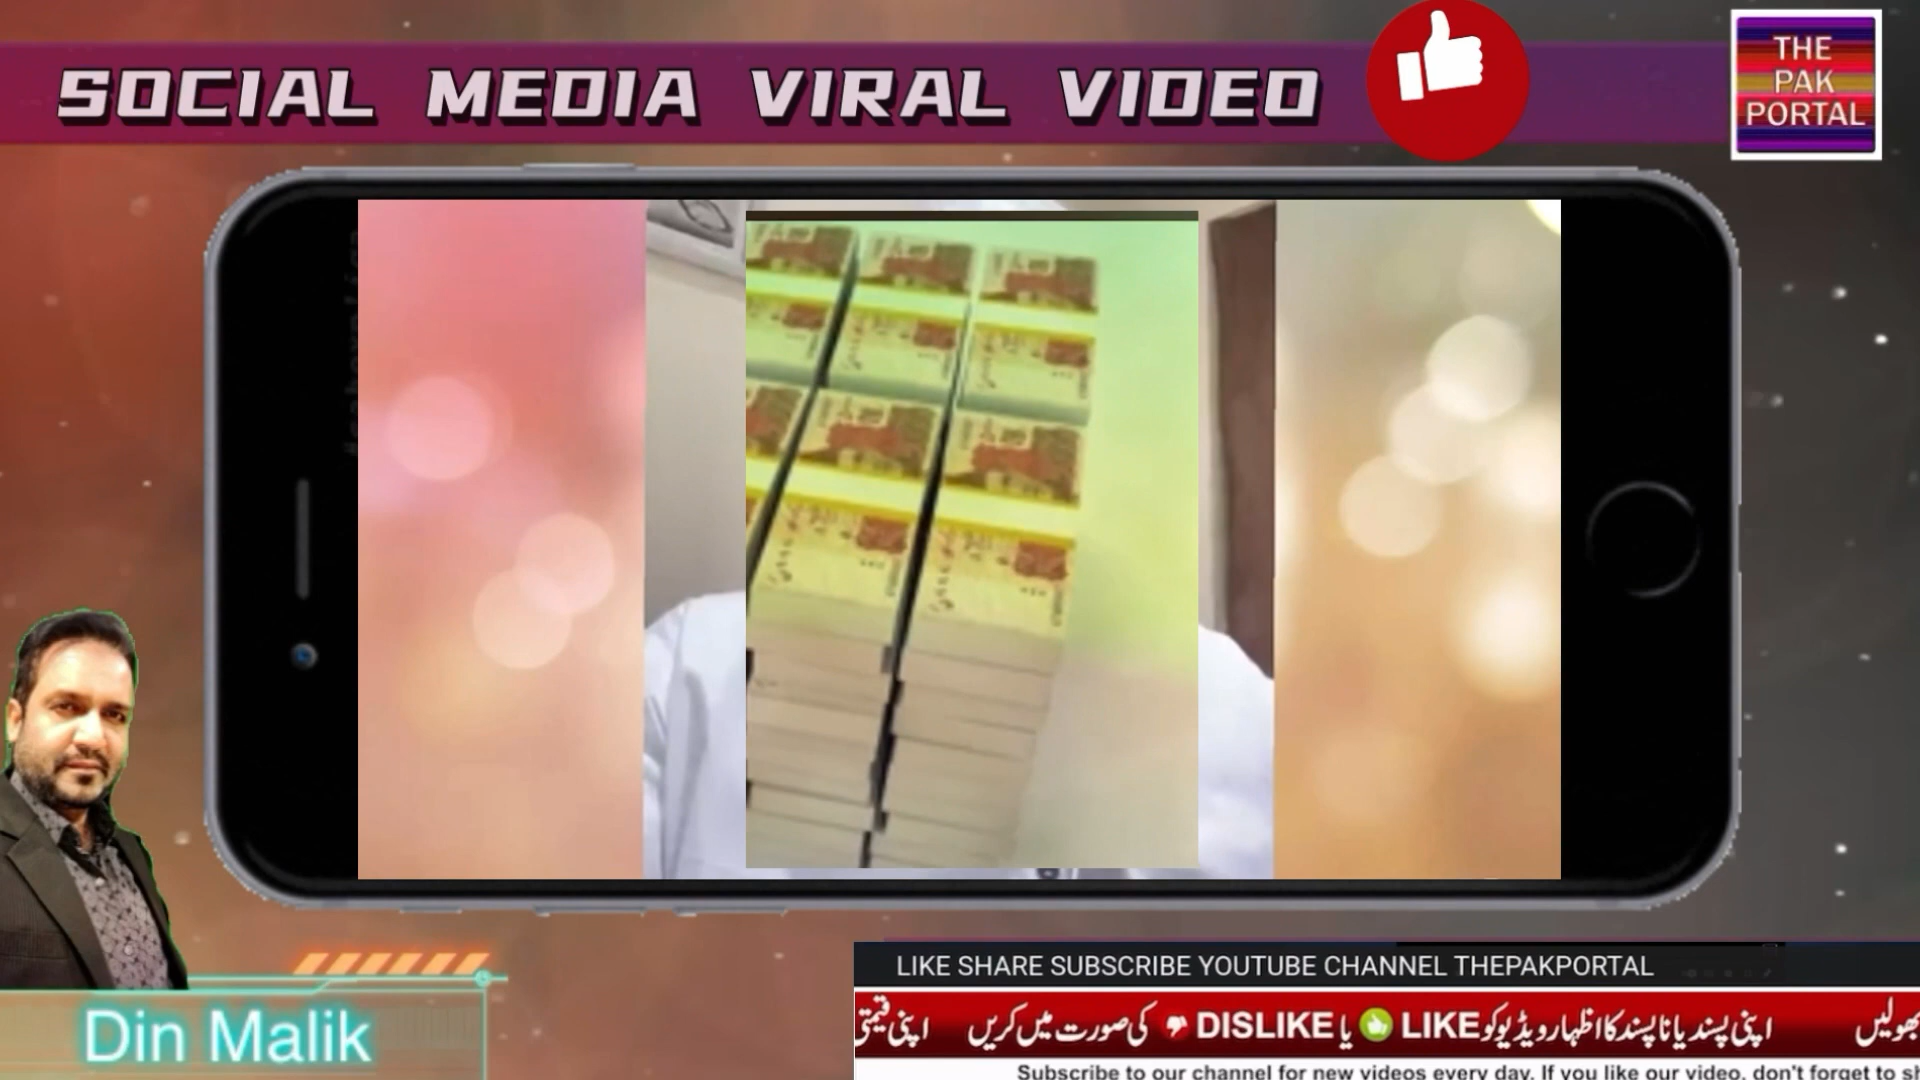 SOCIAL MEDIA VIRAL VIDEO
THE
PAK
PORTAL
Din Malik
LIKE SHARE SUBSCRIBE YOUTUBE CHANNEL THEPAKPORTAL
اپنی پسند یا ناپسند کا اظہار ویڈیو کو LIKE یا DISLIKE کی صورت میں کریں اپنی قیمتی
Subscribe to our channel for new videos every day. If you like our video, don't forget to